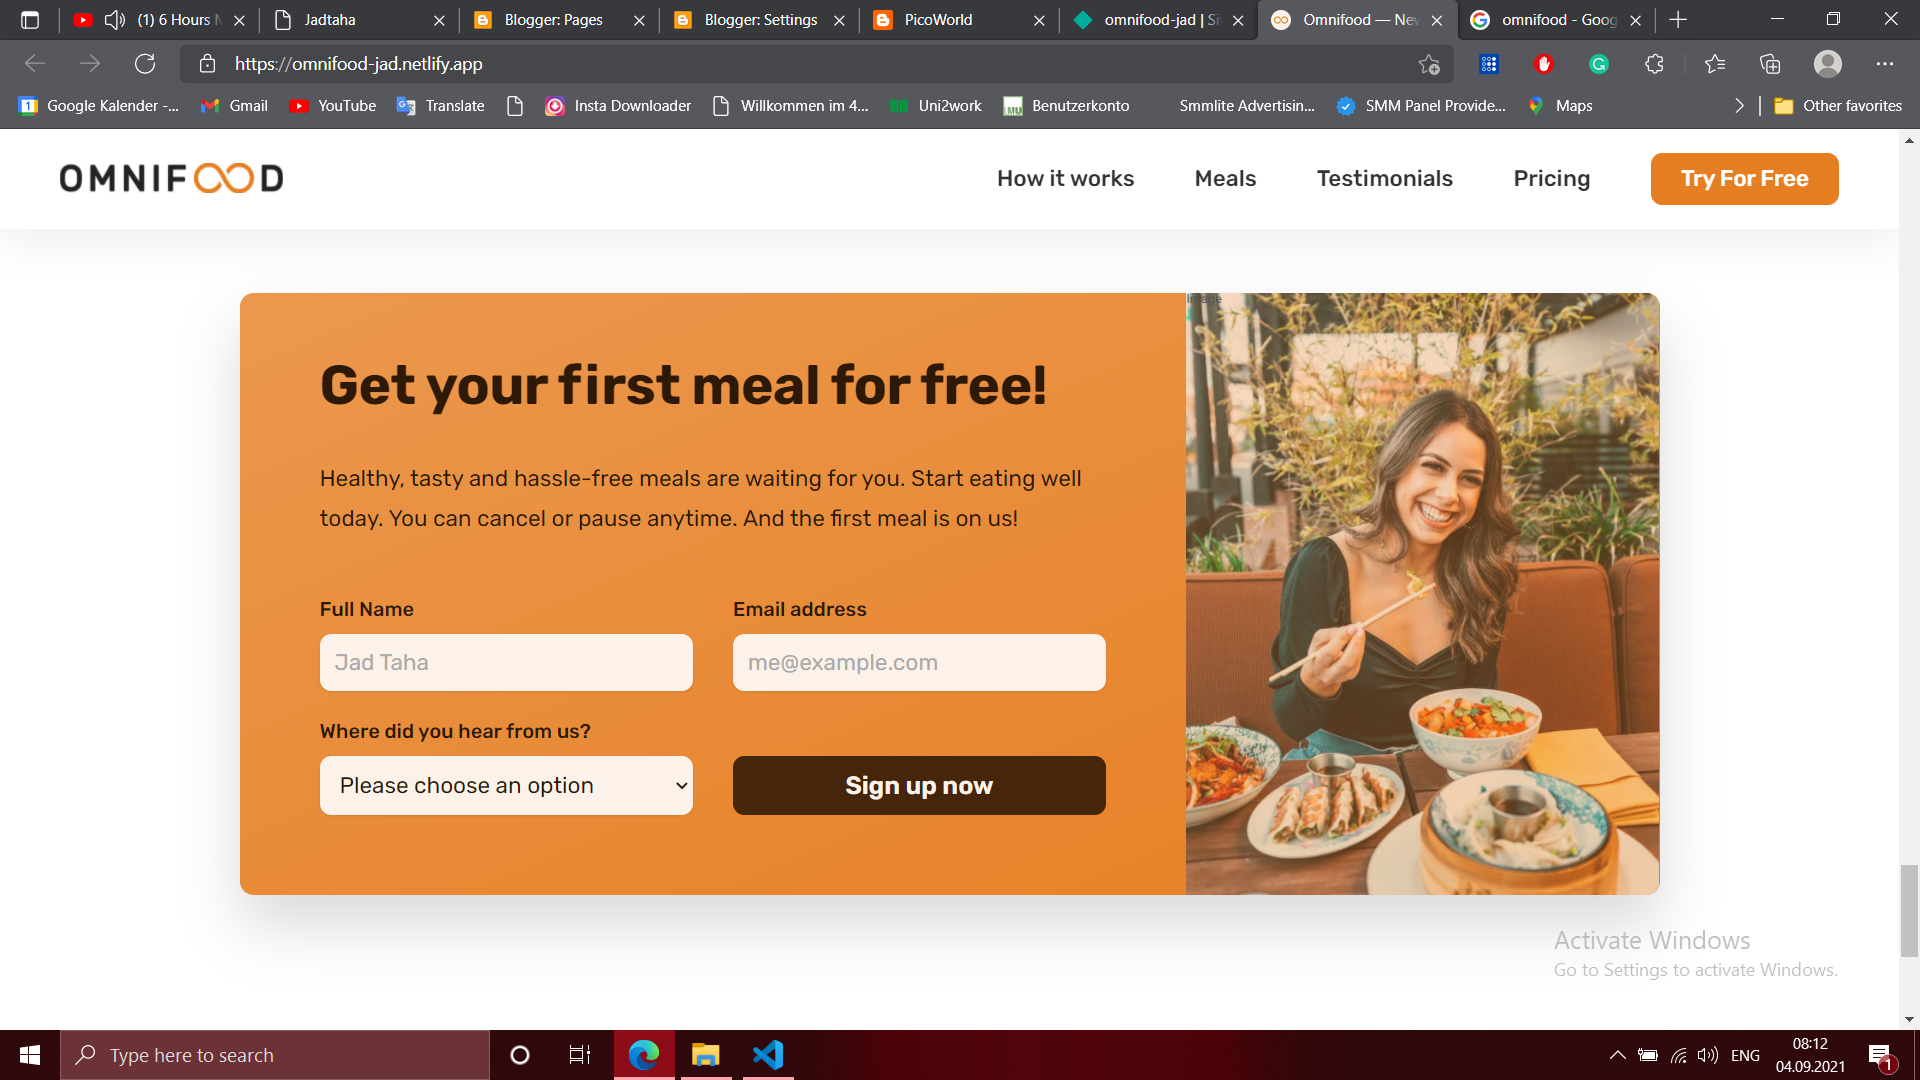 (1) 6 Hours M
Jadtaha
Blogger: Pages
Blogger: Settings
PicoWorld
omnifood-jad | Si
Omnifood — Nev
omnifood - Goog
https://omnifood-jad.netlify.app
Google Kalender -...
Gmail
YouTube
Translate
Insta Downloader
Willkommen im 4...
Uni2work
Benutzerkonto
Smmlite Advertisin...
SMM Panel Provide...
Maps
Other favorites
OMNIFOOD
How it works
Meals
Testimonials
Pricing
Try For Free
Image
Get your first meal for free!
Healthy, tasty and hassle-free meals are waiting for you. Start eating well
today. You can cancel or pause anytime. And the first meal is on us!
Full Name
Email address
Jad Taha
me@example.com
Where did you hear from us?
Please choose an option
Sign up now
Activate Windows
Go to Settings to activate Windows.
Type here to search
ENG
08:12
04.09.2021
1